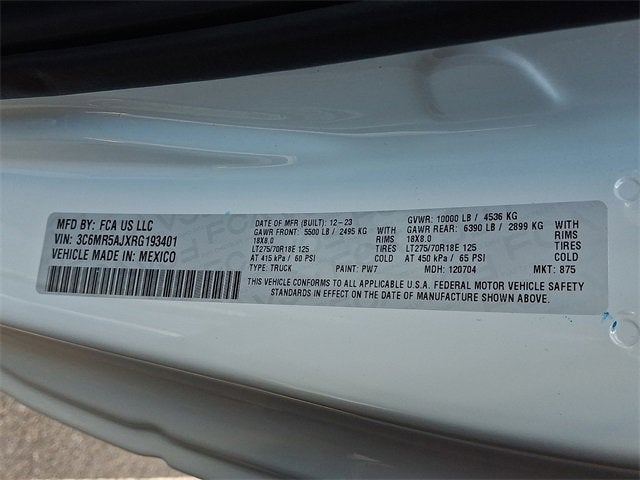 MFD BY: FCA US LLC
VIN: 3C6MR5AJXRG193401
VEHICLE MADE IN: MEXICO
DATE OF MFR (BUILT): 12-23
GAWR FRONT: 5500 LB / 2495 KG WITH
18X8.0 RIMS
LT275/70R18E 125 TIRES
AT 415 kPa / 60 PSI COLD
TYPE: TRUCK PAINT: PW7
GVWR: 10000 LB / 4536 KG
GAWR REAR: 6390 LB / 2899 KG WITH
18X8.0 RIMS
LT275/70R18E 125 TIRES
AT 450 kPa / 65 PSI COLD
MDH: 120704 MKT: 875
THIS VEHICLE CONFORMS TO ALL APPLICABLE U.S.A. FEDERAL MOTOR VEHICLE SAFETY
STANDARDS IN EFFECT ON THE DATE OF MANUFACTURE SHOWN ABOVE.